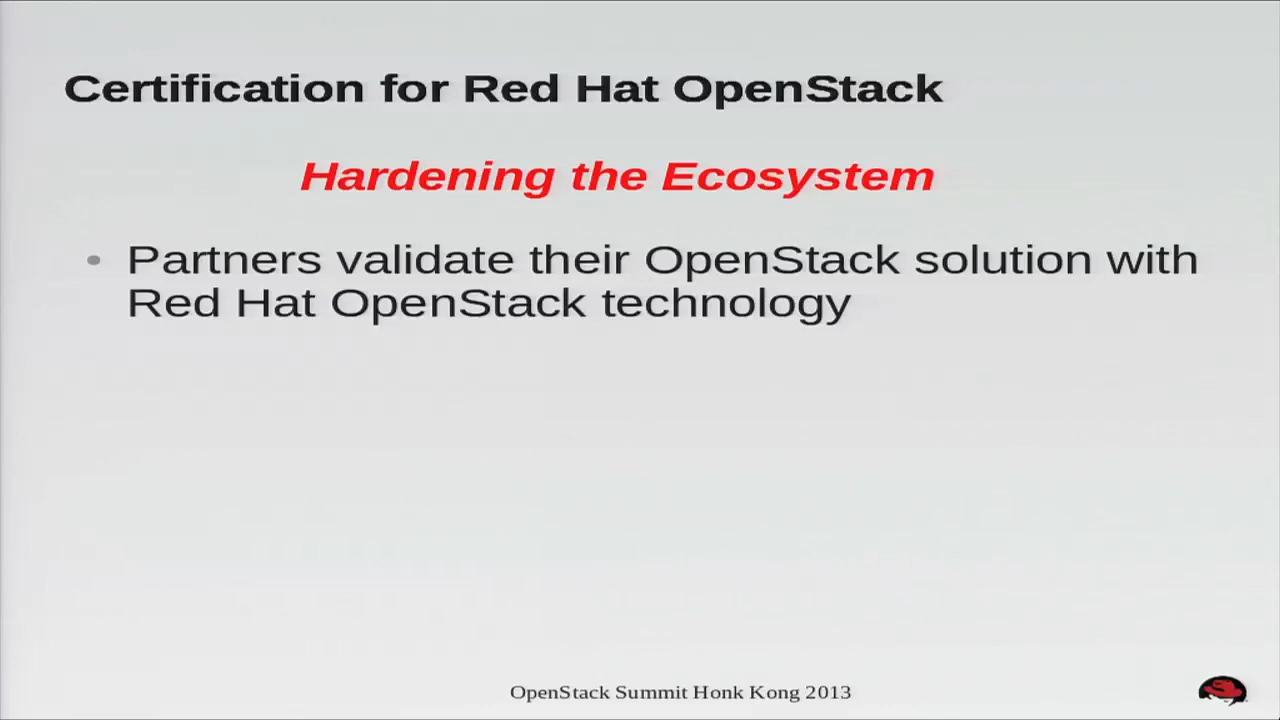 Certification for Red Hat OpenStack
Hardening the Ecosystem
• Partners validate their OpenStack solution with
Red Hat OpenStack technology
OpenStack Summit Honk Kong 2013